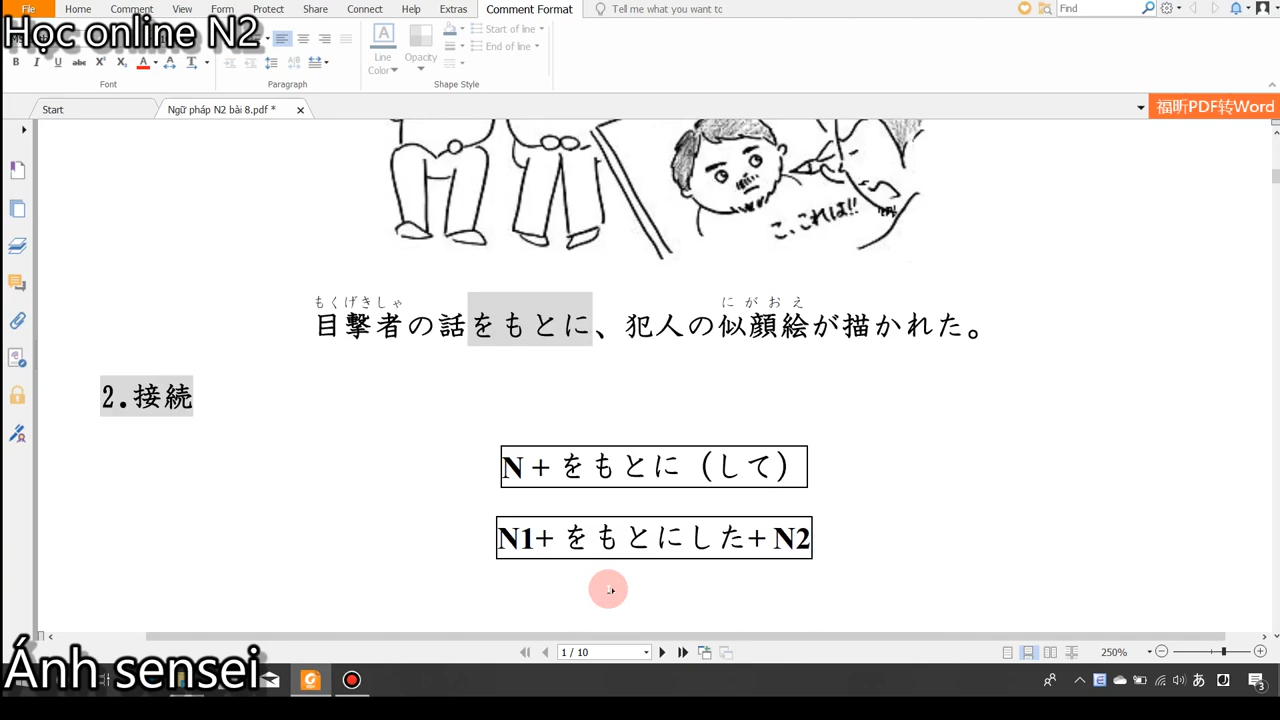 File Home Comment View Form Protect Share Connect Help Extras Comment Format Tell me what you want tc Find
Học online N2
Start of line
End of line
Line Color
Opacity
Font Paragraph Shape Style
Start Ngữ pháp N2 bài 8.pdf * 福昕PDF转Word
こ、これは!!
もくげきしゃ にがおえ
目撃者の話をもとに、犯人の似顔絵が描かれた。
2.接続
N + をもとに（して）
N1+ をもとにした+ N2
1 / 10 250%
Ánh sensei
あ 3